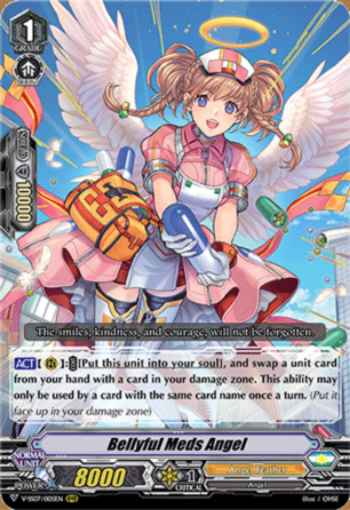 1
GRADE
10000
The smiles, kindness, and courage, will not be forgotten.
ACT [ ]: [Put this unit into your soul], and swap a unit card
from your hand with a card in your damage zone. This ability may
only be used by a card with the same card name once a turn. (Put it
face up in your damage zone)
Bellyful Meds Angel
NORMAL
UNIT
POWER
8000
1
CRITICAL
Angel Feather
Angel